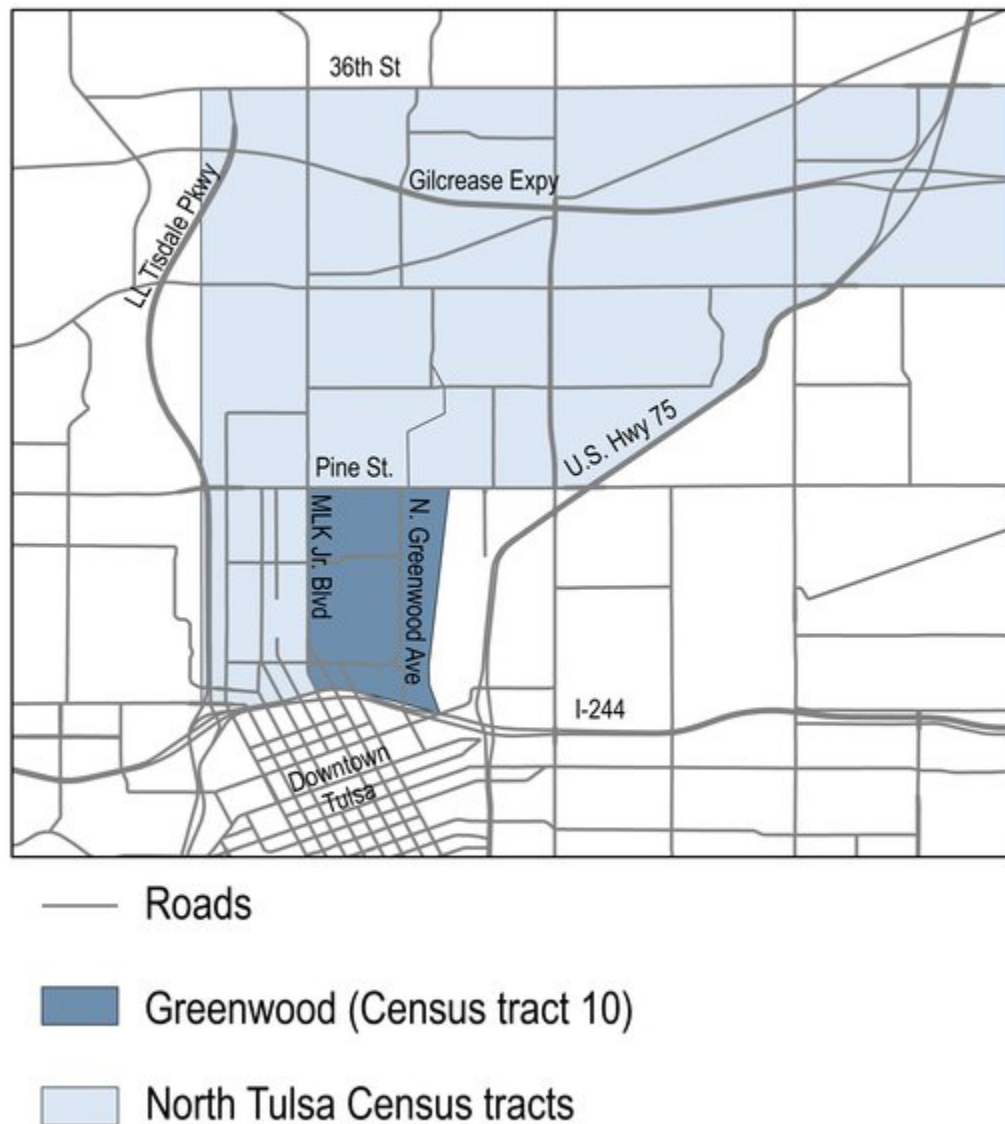 36th St
Gilcrease Expy
LL Tisdale Pkwy
U.S. Hwy 75
Pine St.
MLK Jr. Blvd
N. Greenwood Ave
I-244
Downtown
Tulsa
Roads
Greenwood (Census tract 10)
North Tulsa Census tracts